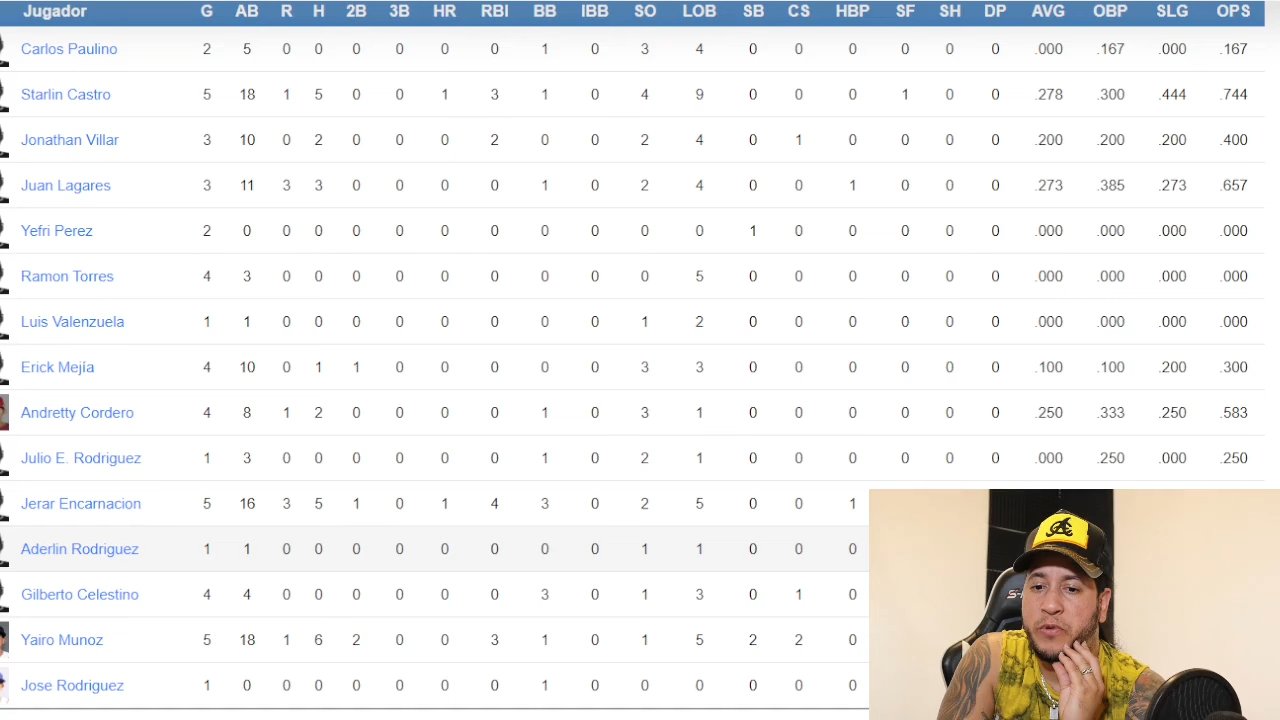 Jugador G AB R H 2B 3B HR RBI BB IBB SO LOB SB CS HBP SF SH DP AVG OBP SLG OPS
Carlos Paulino 2 5 0 0 0 0 0 0 1 0 3 4 0 0 0 0 0 0 .000 .167 .000 .167
Starlin Castro 5 18 1 5 0 0 1 3 1 0 4 9 0 0 0 1 0 0 .278 .300 .444 .744
Jonathan Villar 3 10 0 2 0 0 0 2 0 0 2 4 0 1 0 0 0 0 .200 .200 .200 .400
Juan Lagares 3 11 3 3 0 0 0 0 1 0 2 4 0 0 1 0 0 0 .273 .385 .273 .657
Yefri Perez 2 0 0 0 0 0 0 0 0 0 0 0 1 0 0 0 0 0 .000 .000 .000 .000
Ramon Torres 4 3 0 0 0 0 0 0 0 0 0 5 0 0 0 0 0 0 .000 .000 .000 .000
Luis Valenzuela 1 1 0 0 0 0 0 0 0 0 1 2 0 0 0 0 0 0 .000 .000 .000 .000
Erick Mejía 4 10 0 1 1 0 0 0 0 0 3 3 0 0 0 0 0 0 .100 .100 .200 .300
Andretty Cordero 4 8 1 2 0 0 0 0 1 0 3 1 0 0 0 0 0 0 .250 .333 .250 .583
Julio E. Rodriguez 1 3 0 0 0 0 0 0 1 0 2 1 0 0 0 0 0 0 .000 .250 .000 .250
Jerar Encarnacion 5 16 3 5 1 0 1 4 3 0 2 5 0 0 1
Aderlin Rodriguez 1 1 0 0 0 0 0 0 0 0 1 1 0 0 0
Gilberto Celestino 4 4 0 0 0 0 0 0 3 0 1 3 0 1 0
Yairo Munoz 5 18 1 6 2 0 0 3 1 0 1 5 2 2 0
Jose Rodriguez 1 0 0 0 0 0 0 0 1 0 0 0 0 0 0